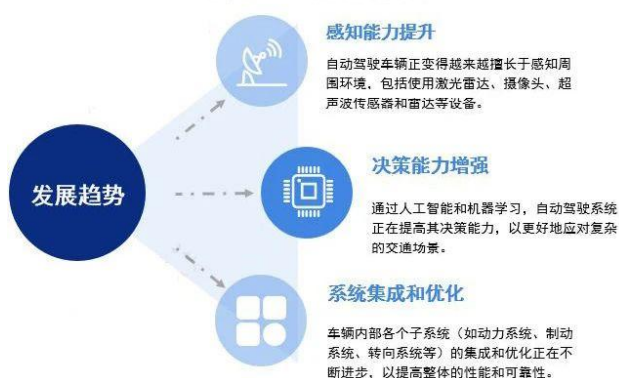 发展趋势
感知能力提升
自动驾驶车辆正变得越来越擅长于感知周
围环境，包括使用激光雷达、摄像头、超
声波传感器和雷达等设备。
决策能力增强
通过人工智能和机器学习，自动驾驶系统
正在提高其决策能力，以更好地应对复杂
的交通场景。
系统集成和优化
车辆内部各个子系统（如动力系统、制动
系统、转向系统等）的集成和优化正在不
断进步，以提高整体的性能和可靠性。